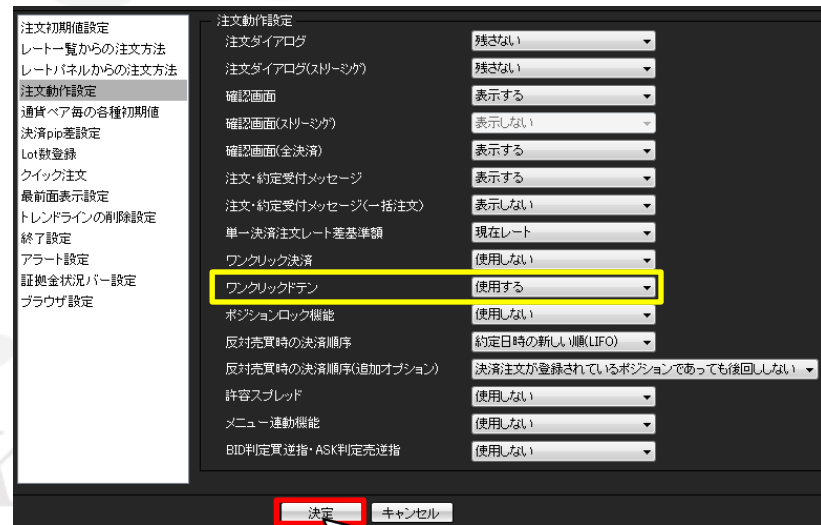 注文初期値設定
レート一覧からの注文方法
レートパネルからの注文方法
注文動作設定
通貨ペア毎の各種初期値
決済pip差設定
Lot数登録
クイック注文
最前面表示設定
トレンドラインの削除設定
終了設定
アラート設定
証拠金状況バー設定
ブラウザ設定
注文動作設定
注文ダイアログ 残さない
注文ダイアログ(ストリーミング) 残さない
確認画面 表示する
確認画面(ストリーミング) 表示しない
確認画面(全決済) 表示する
注文・約定受付メッセージ 表示する
注文・約定受付メッセージ(一括注文) 表示しない
単一決済注文レート差基準額 現在レート
ワンクリック決済 使用しない
ワンクリックドテン 使用する
ポジションロック機能 使用しない
反対売買時の決済順序 約定日時の新しい順(LIFO)
反対売買時の決済順序(追加オプション) 決済注文が登録されているポジションであっても後回ししない
許容スプレッド 使用しない
メニュー連動機能 使用しない
BID判定買逆指・ASK判定売逆指 使用しない
決定 キャンセル